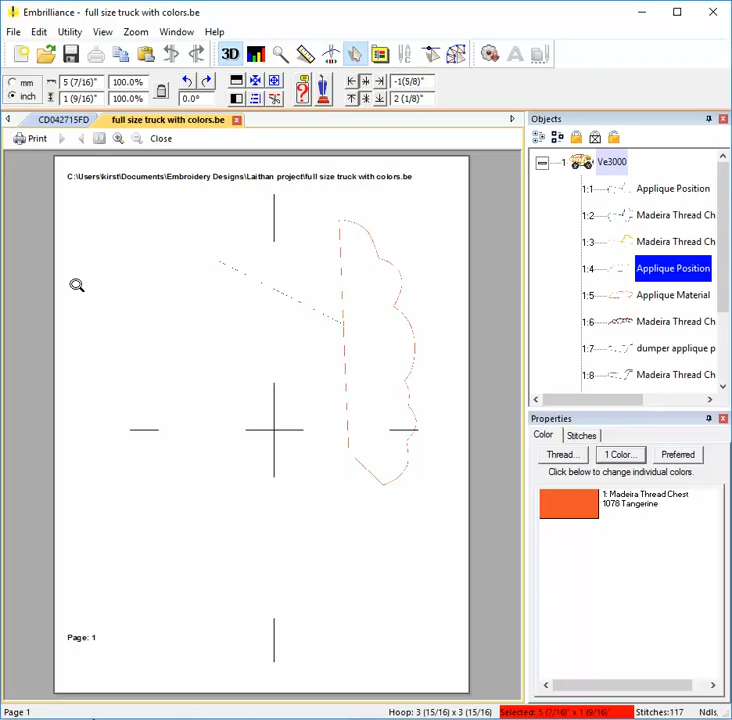 Embrilliance - full size truck with colors.be
File Edit Utility View Zoom Window Help
3D
mm
inch
5 (7/16)"
1 (9/16)"
100.0%
100.0%
0.0°
-1(5/8)"
2 (1/8)"
CD042715FD
full size truck with colors.be
Print
Close
C:\Users\kirst\Documents\Embroidery Designs\Laithan project\full size truck with colors.be
Page: 1
Objects
1 Ve3000
1:1 Applique Position
1:2 Madeira Thread Ch
1:3 Madeira Thread Ch
1:4 Applique Position
1:5 Applique Material
1:6 Madeira Thread Ch
1:7 dumper applique p
1:8 Madeira Thread Ch
Properties
Color Stitches
Thread... 1 Color... Preferred
Click below to change individual colors.
1: Madeira Thread Chest
1078 Tangerine
Page 1
Hoop: 3 (15/16) x 3 (15/16)
Selected: 5 (7/16)" x 1 (9/16)"
Stitches:117
Ndls,